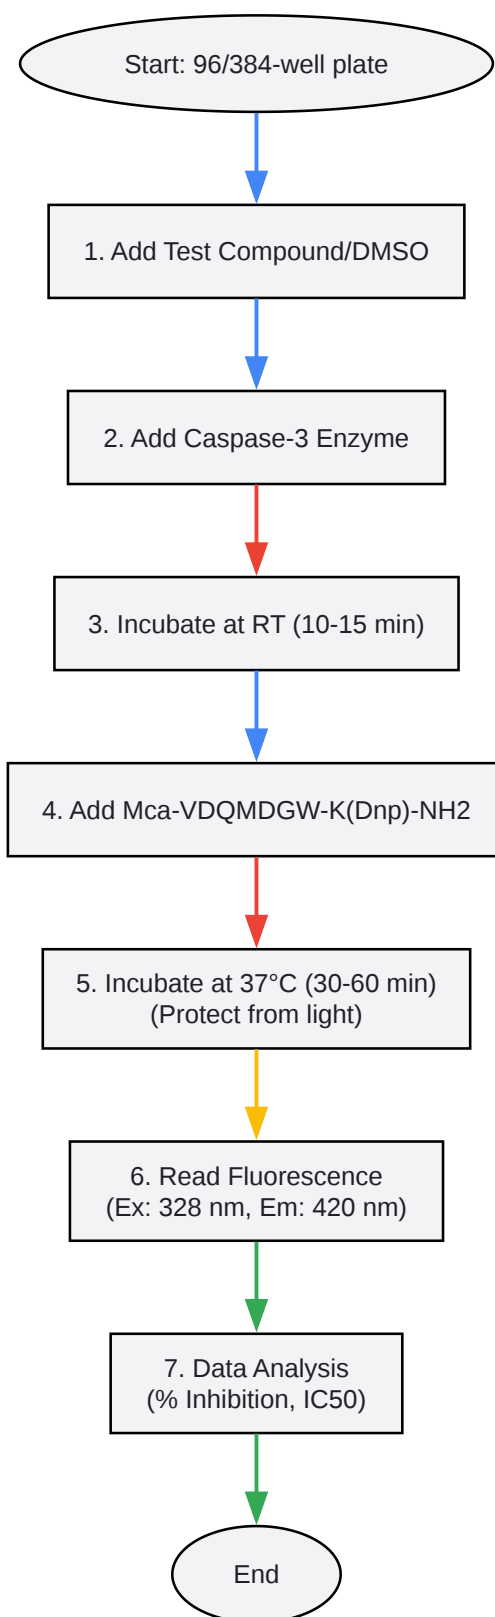 Start: 96/384-well plate
1. Add Test Compound/DMSO
2. Add Caspase-3 Enzyme
3. Incubate at RT (10-15 min)
4. Add Mca-VDQMDGW-K(Dnp)-NH2
5. Incubate at 37°C (30-60 min)
(Protect from light)
6. Read Fluorescence
(Ex: 328 nm, Em: 420 nm)
7. Data Analysis
(% Inhibition, IC50)
End